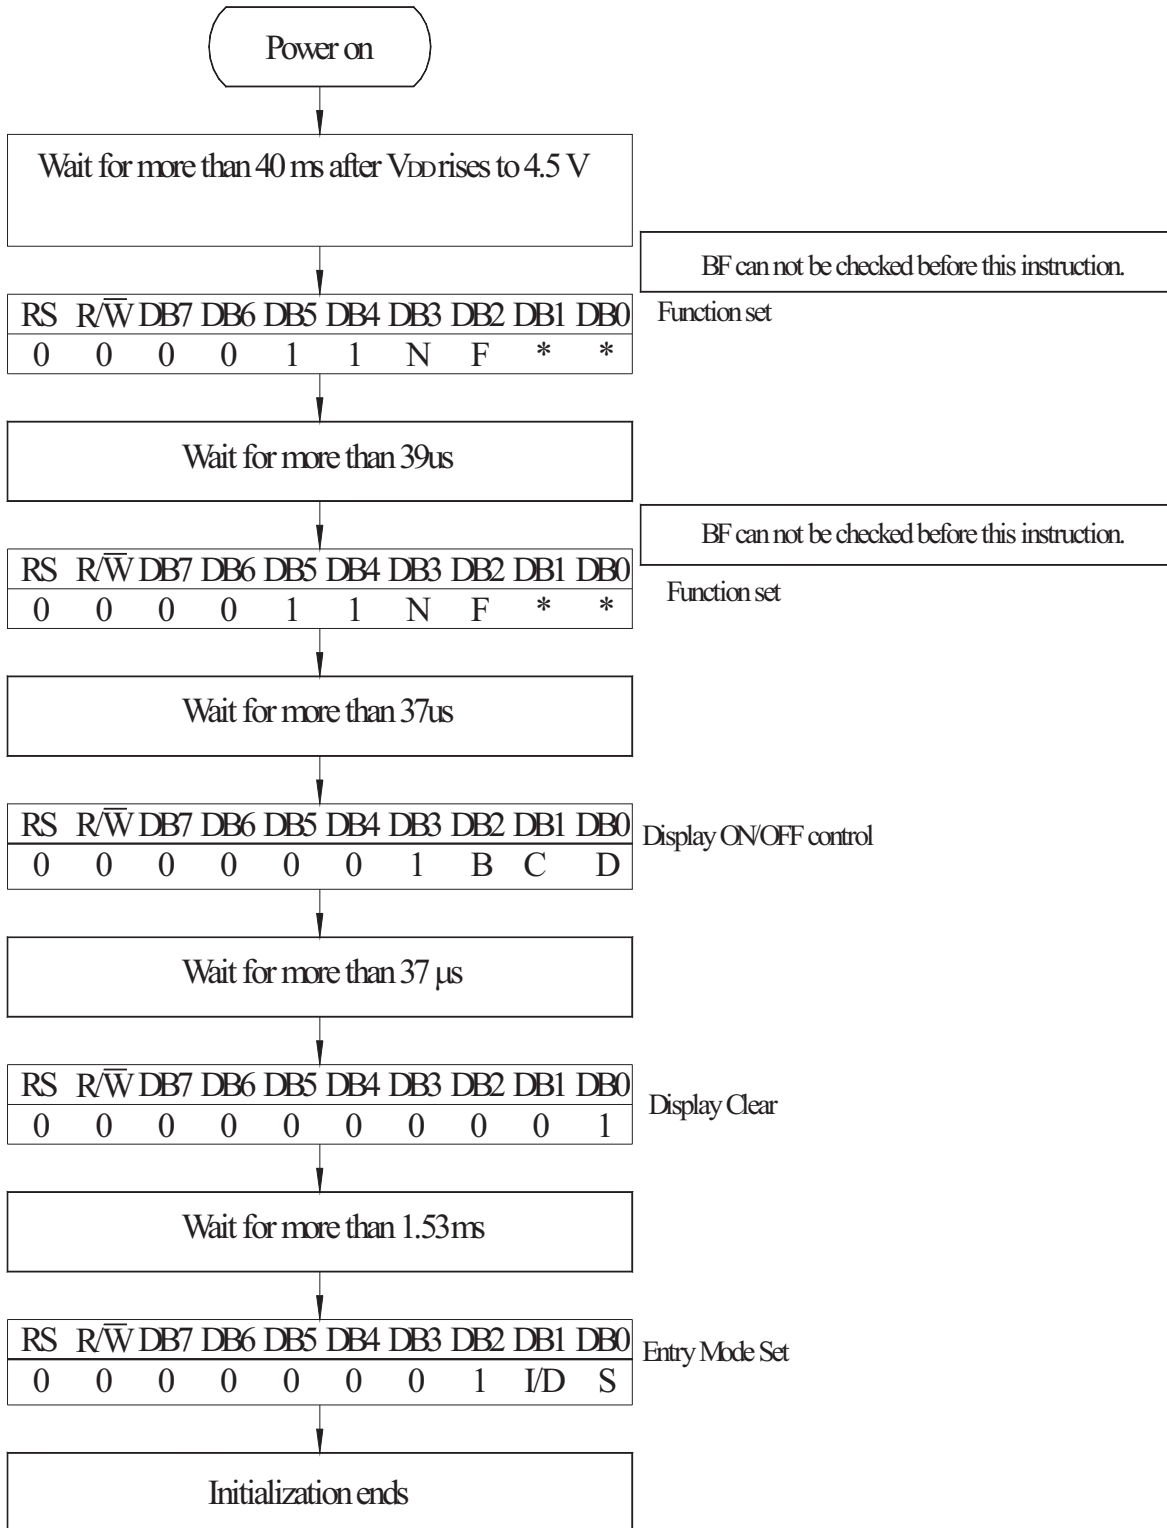 Power on
Wait for more than 40 ms after VDD rises to 4.5 V
BF can not be checked before this instruction.
RS R/W̅ DB7 DB6 DB5 DB4 DB3 DB2 DB1 DB0
Function set
0 0 0 0 1 1 N F * *
Wait for more than 39us
BF can not be checked before this instruction.
RS R/W̅ DB7 DB6 DB5 DB4 DB3 DB2 DB1 DB0
Function set
0 0 0 0 1 1 N F * *
Wait for more than 37us
RS R/W̅ DB7 DB6 DB5 DB4 DB3 DB2 DB1 DB0
Display ON/OFF control
0 0 0 0 0 0 1 B C D
Wait for more than 37 μs
RS R/W̅ DB7 DB6 DB5 DB4 DB3 DB2 DB1 DB0
Display Clear
0 0 0 0 0 0 0 0 0 1
Wait for more than 1.53ms
RS R/W̅ DB7 DB6 DB5 DB4 DB3 DB2 DB1 DB0
Entry Mode Set
0 0 0 0 0 0 0 1 I/D S
Initialization ends